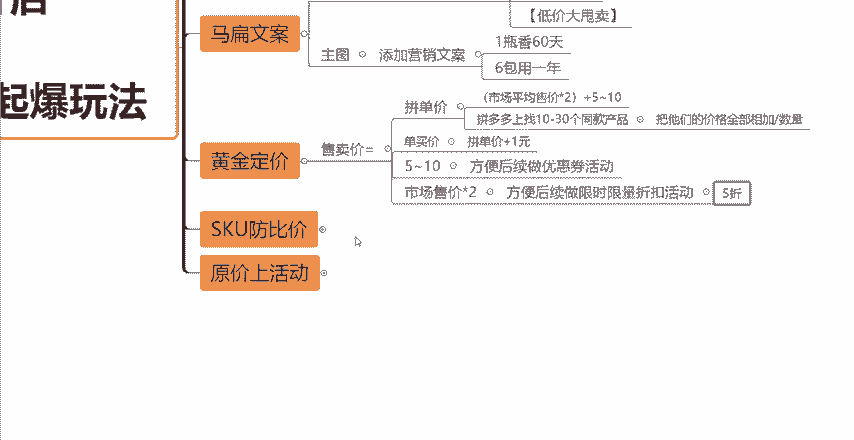 后
【低价大甩卖】
马扁文案
主图
添加营销文案
1瓶香60天
6包用一年
起爆玩法
拼单价
（市场平均售价*2）+5~10
拼多多上找10-30个同款产品
把他们的价格全部相加/数量
黄金定价
售卖价=
单买价
拼单价+1元
5~10
方便后续做优惠券活动
市场售价*2
方便后续做限时限量折扣活动
5折
SKU防比价
原价上活动